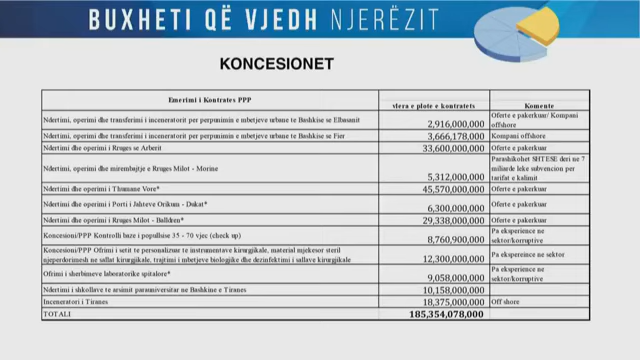 BUXHETI QË VJEDH NJERËZIT
KONCESIONET
Emerimi i Kontrates PPP vlera e plote e kontratets Komente
Ndertimi, operimi dhe transferimi i inceneratorit per perpunimin e mbetjeve urbane te Bashkise se Elbasanit 2,916,000,000 Oferte e pakerkuar/ Kompani
offshore
Ndertimi, operimi dhe transferimi i inceneratorit per perpunimin e mbetjeve urbane te Bashkise se Fier 3,666,178,000 Kompani offshore
Ndertimi dhe operimi i Rruges se Arberit 33,600,000,000 Oferte e pakerkuar
Ndertimi, operimi dhe mirembajtje e Rruges Milot - Morine 5,312,000,000 Parashikohet SHTESE deri ne 7
miliarde leke subvencion per
tarifat e kalimit
Ndertimi dhe operimi i Thumane Vore* 45,570,000,000 Oferte e pakerkuar
Ndertimi dhe operimi i Porti i Jahteve Orikum - Dukat* 6,300,000,000 Oferte e pakerkuar
Ndertimi dhe operimi i Rruges Milot - Balldren* 29,338,000,000 Oferte e pakerkuar
Koncesioni/PPP Kontrolli baze i popullsise 35 - 70 vjec (check up) 8,760,900,000 Pa eksperience ne
sektor/korruptive
Koncesioni/PPP Ofrimi i setit te personalizuar te instrumentave kirurgjikale, material mjekesor steril
njeperdorimesh ne sallat kirurgjikale, trajtimi i mbetjeve biologjike dhe dezinfektimi i sallave kirurgjikale 12,300,000,000 Pa ekspereince ne sektor
Ofrimi i sherbimeve laboratorike spitalore* 9,058,000,000 Pa eksperience ne
sektor/korruptive
Ndertimi i shkollave te arsimit parauniversitar ne Bashkine e Tiranes 10,158,000,000
Inceneratori i Tiranes 18,375,000,000 Off shore
TOTALI 185,354,078,000